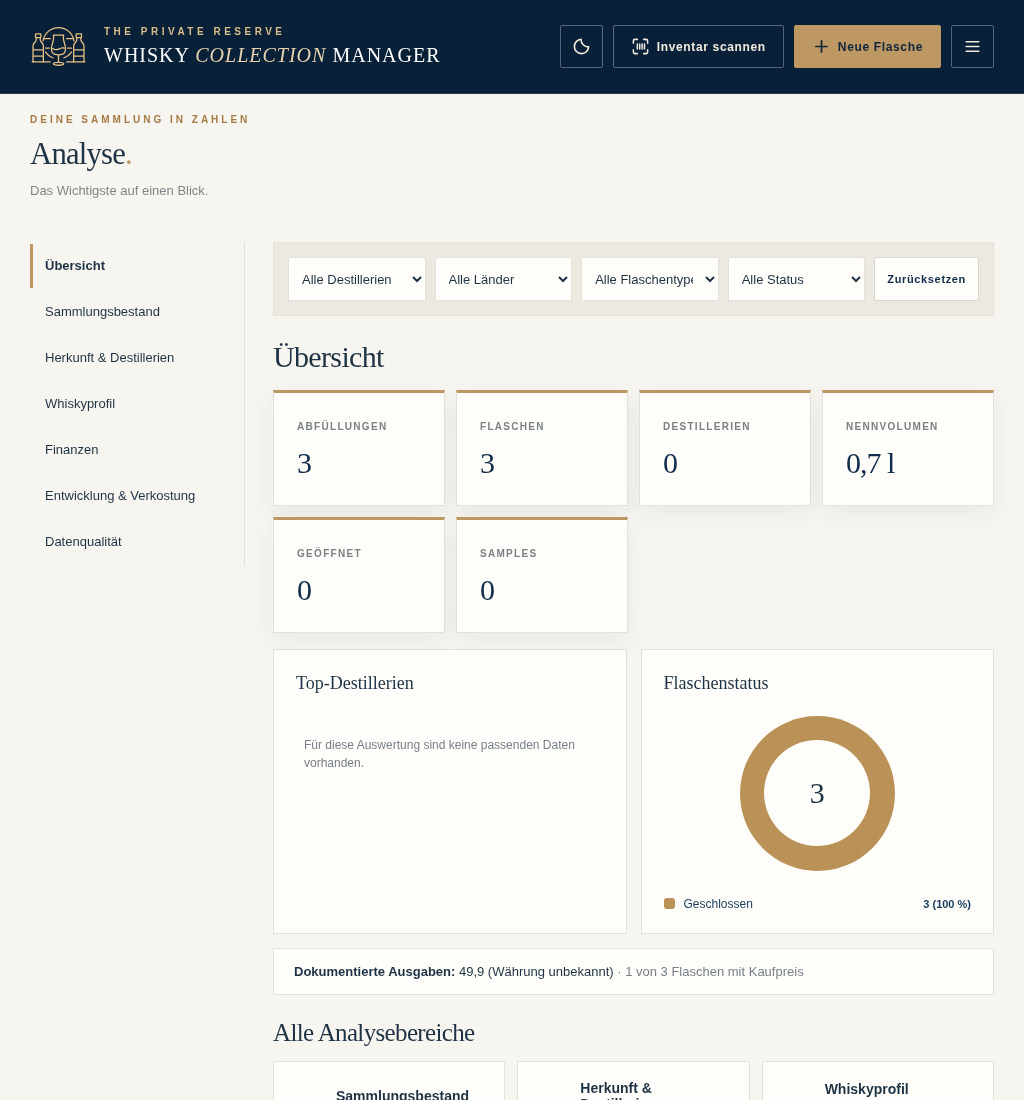 THE PRIVATE RESERVE
WHISKY COLLECTION MANAGER
Inventar scannen
Neue Flasche
DEINE SAMMLUNG IN ZAHLEN
Analyse.
Das Wichtigste auf einen Blick.
Übersicht
Sammlungsbestand
Herkunft & Destillerien
Whiskyprofil
Finanzen
Entwicklung & Verkostung
Datenqualität
Alle Destillerien
Alle Länder
Alle Flaschentype
Alle Status
Zurücksetzen
Übersicht
ABFÜLLUNGEN
3
FLASCHEN
3
DESTILLERIEN
0
NENNVOLUMEN
0,7 l
GEÖFFNET
0
SAMPLES
0
Top-Destillerien
Für diese Auswertung sind keine passenden Daten
vorhanden.
Flaschenstatus
3
Geschlossen
3 (100 %)
Dokumentierte Ausgaben: 49,9 (Währung unbekannt) · 1 von 3 Flaschen mit Kaufpreis
Alle Analysebereiche
Sammlungsbestand
Herkunft &
Whiskyprofil